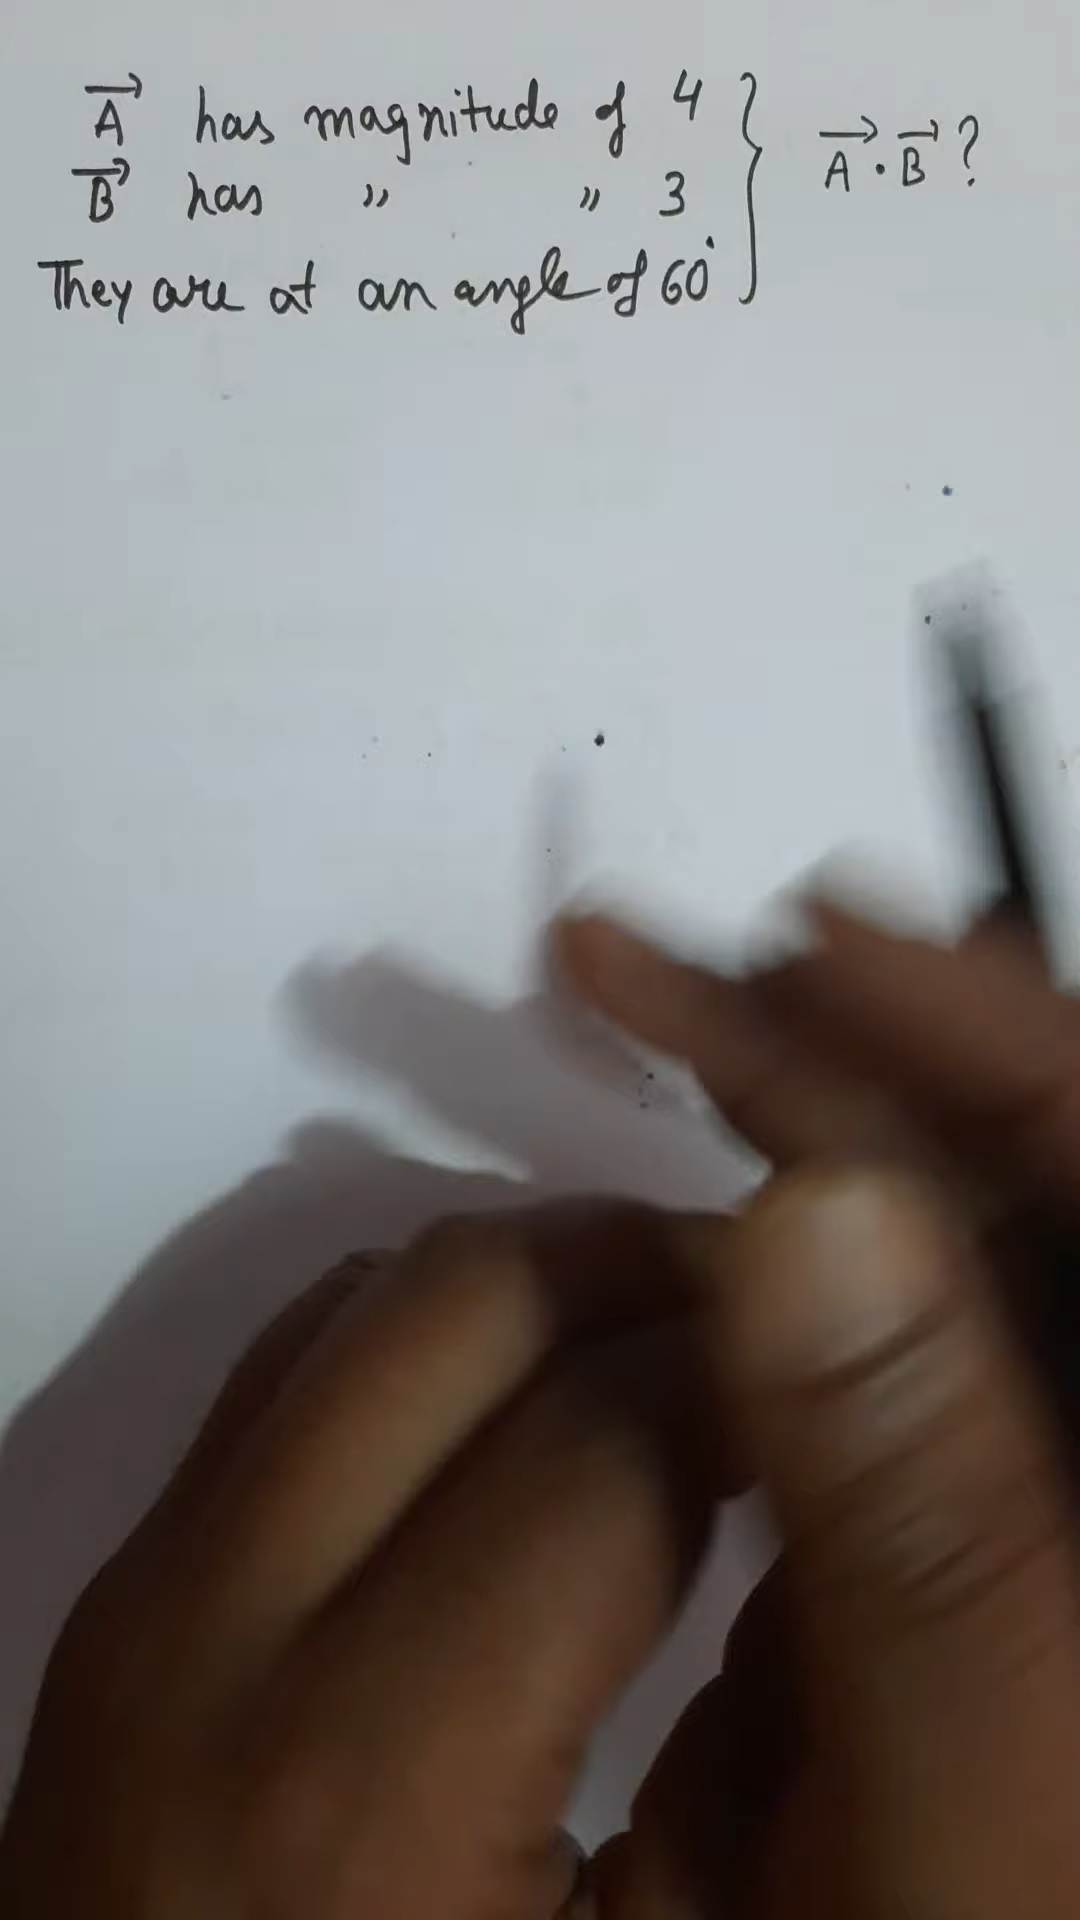 A⃗ has magnitude of 4
B⃗ has " " 3
They are at an angle of 60°
A⃗ . B⃗ ?